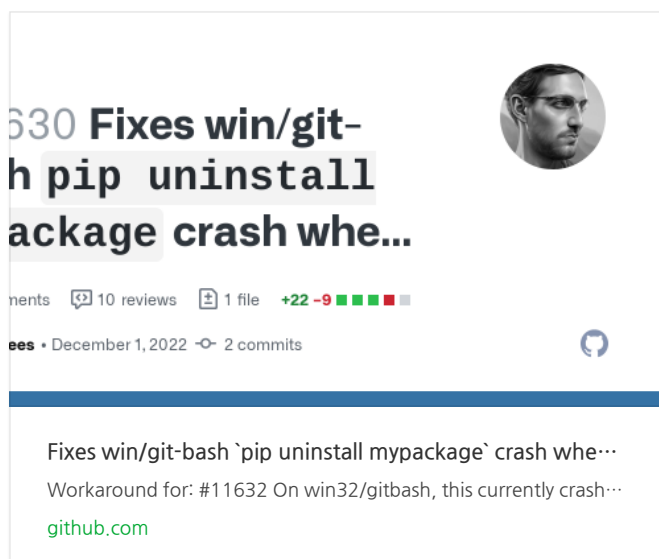 630 Fixes win/git-
h pip uninstall
ackage crash whe...
ments 10 reviews 1 file +22 −9
ees • December 1, 2022 2 commits
Fixes win/git-bash `pip uninstall mypackage` crash whe…
Workaround for: #11632 On win32/gitbash, this currently crash…
github.com